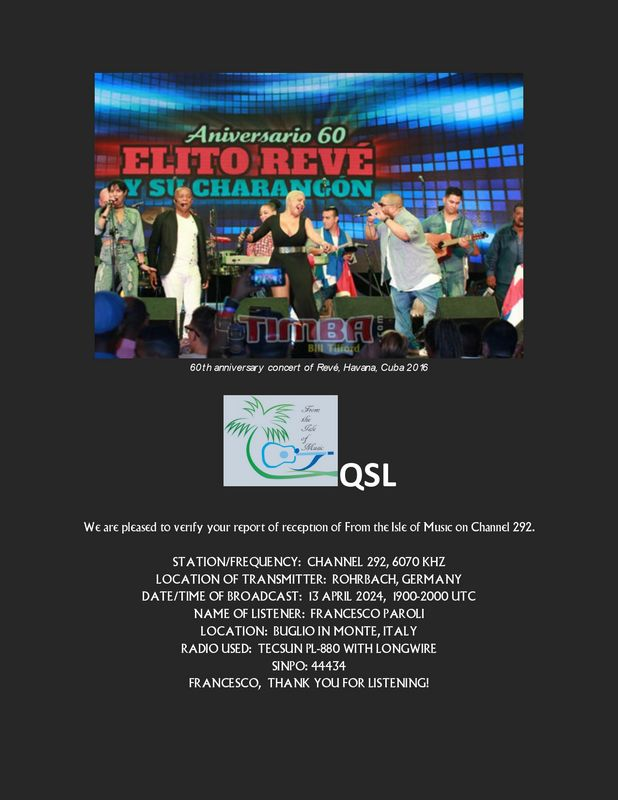 Aniversario 60
ELITO REVÉ
Y SU CHARANGÓN
TIMBA
.com
Bill Tilford
60th anniversary concert of Revé, Havana, Cuba 2016
From
the
Isle
of
Music
QSL
We are pleased to verify your report of reception of From the Isle of Music on Channel 292.
STATION/FREQUENCY: CHANNEL 292, 6070 KHZ
LOCATION OF TRANSMITTER: ROHRBACH, GERMANY
DATE/TIME OF BROADCAST: 13 APRIL 2024, 1900-2000 UTC
NAME OF LISTENER: FRANCESCO PAROLI
LOCATION: BUGLIO IN MONTE, ITALY
RADIO USED: TECSUN PL-880 WITH LONGWIRE
SINPO: 44434
FRANCESCO, THANK YOU FOR LISTENING!